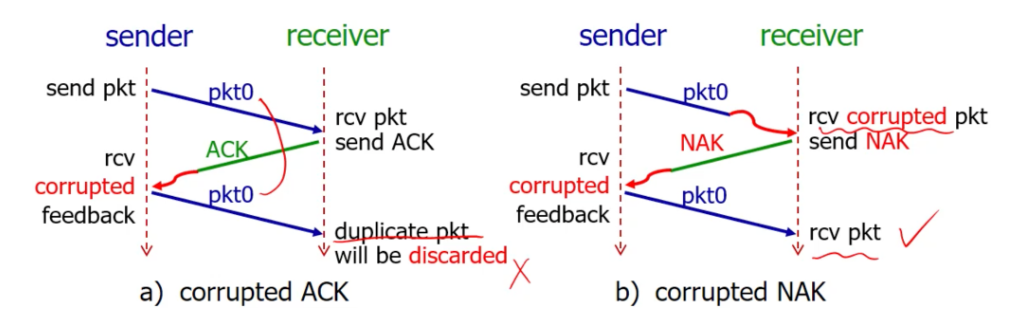 sender receiver
send pkt
pkt0
rcv pkt
send ACK
ACK
rcv
corrupted
feedback
pkt0
duplicate pkt
will be discarded
a) corrupted ACK
sender receiver
send pkt
pkt0
rcv corrupted pkt
send NAK
NAK
rcv
corrupted
feedback
pkt0
rcv pkt
b) corrupted NAK